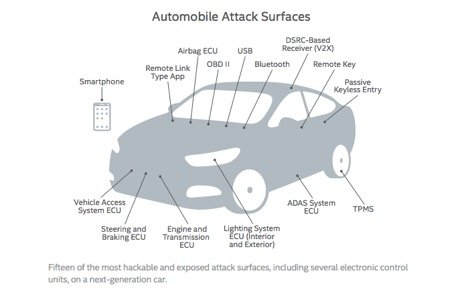 Automobile Attack Surfaces
DSRC-Based
Receiver (V2X)
Airbag ECU
USB
OBD II
Bluetooth
Remote Key
Remote Link
Type App
Smartphone
Passive
Keyless Entry
Vehicle Access
System ECU
Steering and
Braking ECU
Engine and
Transmission
ECU
Lighting System
ECU (Interior
and Exterior)
ADAS System
ECU
TPMS
Fifteen of the most hackable and exposed attack surfaces, including several electronic control
units, on a next-generation car.